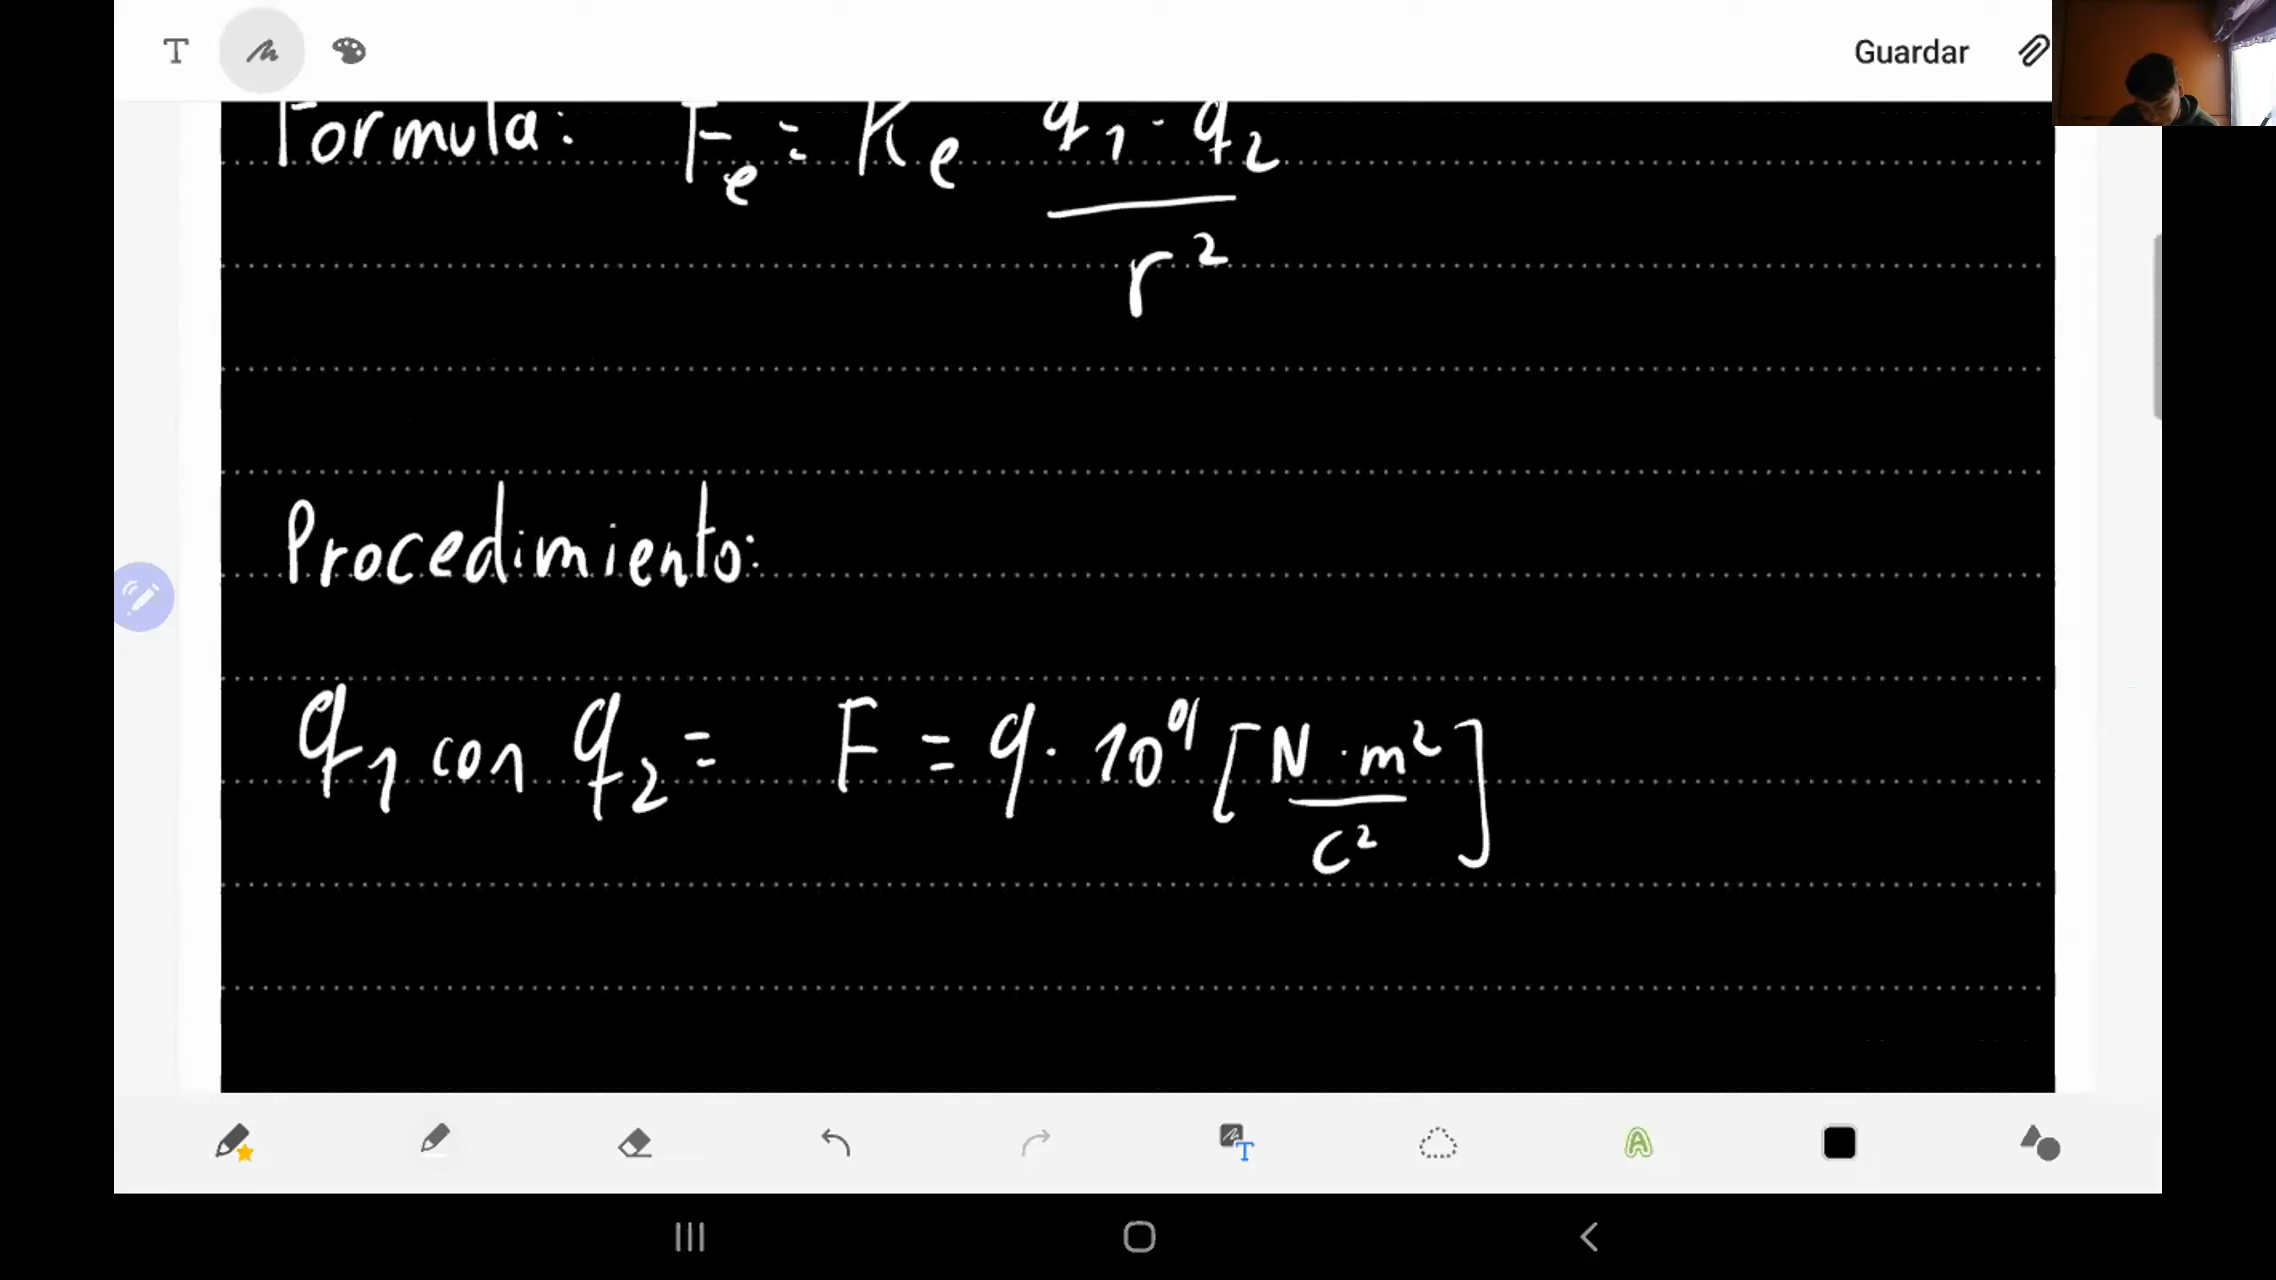 T
Guardar
Formula: Fe = Ke q1 · q2 / r²
Procedimiento:
q1 con q2 = F = 9 · 10⁹ [N · m² / c²]
T
A